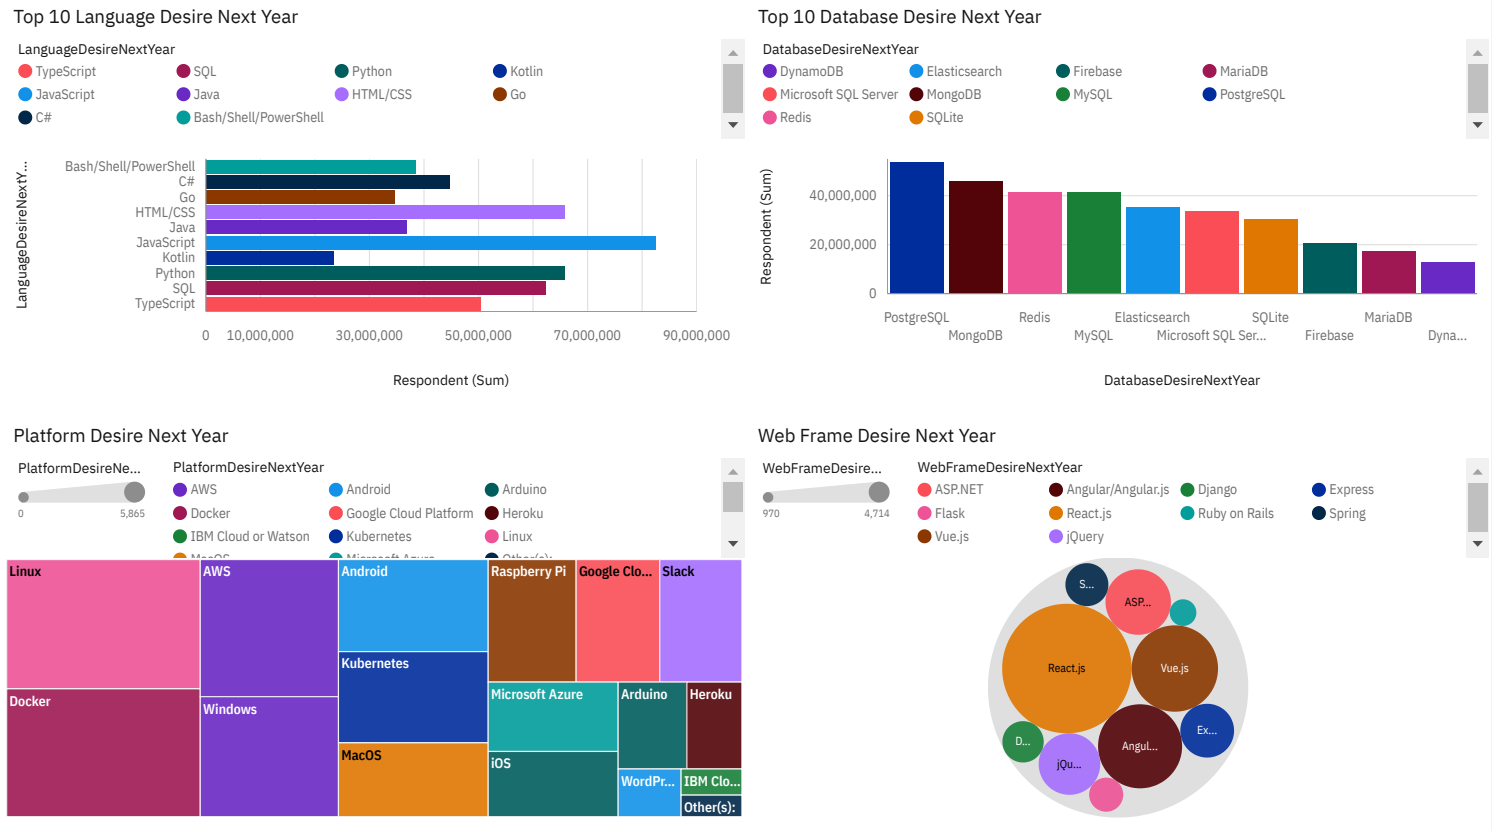 Top 10 Language Desire Next Year
LanguageDesireNextYear
TypeScript SQL Python Kotlin
JavaScript Java HTML/CSS Go
C# Bash/Shell/PowerShell
LanguageDesireNextY...
Bash/Shell/PowerShell
C#
Go
HTML/CSS
Java
JavaScript
Kotlin
Python
SQL
TypeScript
0 10,000,000 30,000,000 50,000,000 70,000,000 90,000,000
Respondent (Sum)
Top 10 Database Desire Next Year
DatabaseDesireNextYear
DynamoDB Elasticsearch Firebase MariaDB
Microsoft SQL Server MongoDB MySQL PostgreSQL
Redis SQLite
Respondent (Sum)
40,000,000
20,000,000
0
PostgreSQL Redis Elasticsearch SQLite MariaDB
MongoDB MySQL Microsoft SQL Ser... Firebase Dyna...
DatabaseDesireNextYear
Platform Desire Next Year
PlatformDesireNe... PlatformDesireNextYear
0 5,865
AWS Android Arduino
Docker Google Cloud Platform Heroku
IBM Cloud or Watson Kubernetes Linux
MacOS Microsoft Azure Other(s):
Linux AWS Android Raspberry Pi Google Clo... Slack
Kubernetes
Docker Windows Microsoft Azure Arduino Heroku
MacOS iOS
WordPr... IBM Clo...
Other(s):
Web Frame Desire Next Year
WebFrameDesire... WebFrameDesireNextYear
970 4,714
ASP.NET Angular/Angular.js Django Express
Flask React.js Ruby on Rails Spring
Vue.js jQuery
S...
ASP...
React.js Vue.js
Ex...
D... Angul...
jQu...